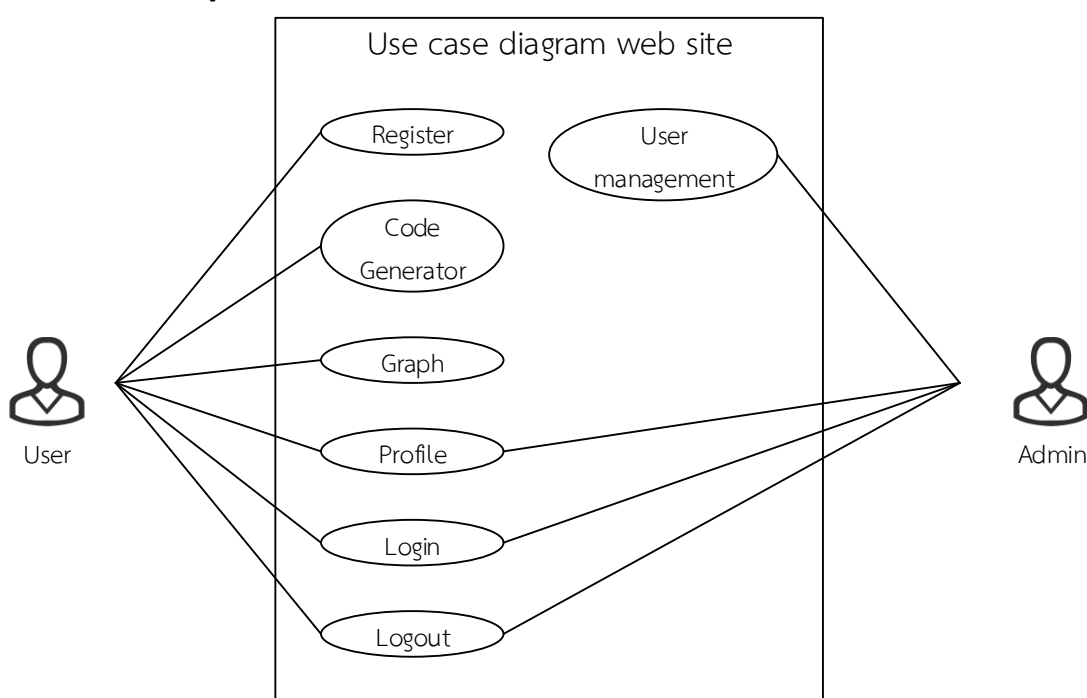 Use case diagram web site
Register
User
management
Code
Generator
Graph
Profile
Login
Logout
User
Admin